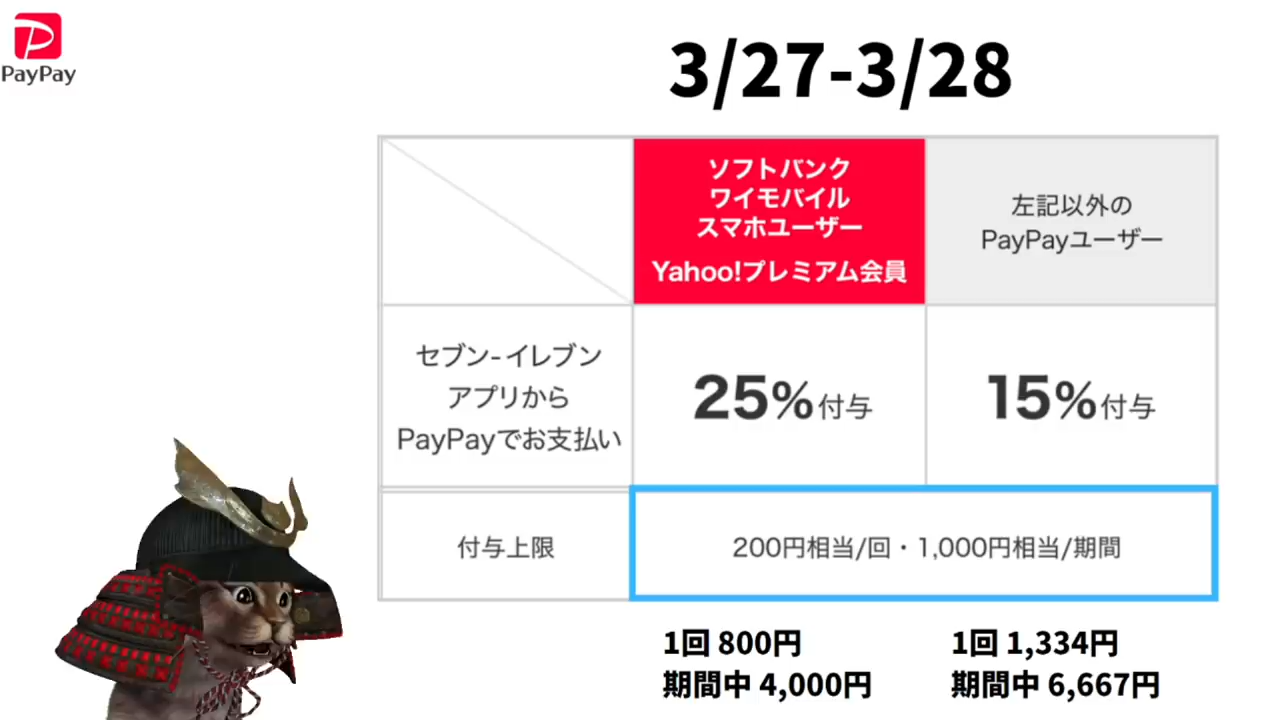 PayPay
3/27-3/28
ソフトバンク
ワイモバイル
スマホユーザー
Yahoo!プレミアム会員
左記以外の
PayPayユーザー
セブン-イレブン
アプリから
PayPayでお支払い
25%付与
15%付与
付与上限
200円相当/回・1,000円相当/期間
1回 800円
期間中 4,000円
1回 1,334円
期間中 6,667円